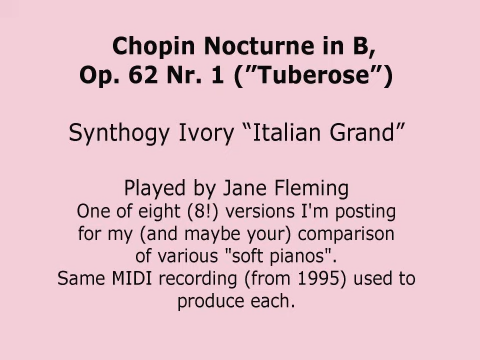 Chopin Nocturne in B,
Op. 62 Nr. 1 (”Tuberose”)
Synthogy Ivory “Italian Grand”
Played by Jane Fleming
One of eight (8!) versions I'm posting
for my (and maybe your) comparison
of various "soft pianos".
Same MIDI recording (from 1995) used to
produce each.